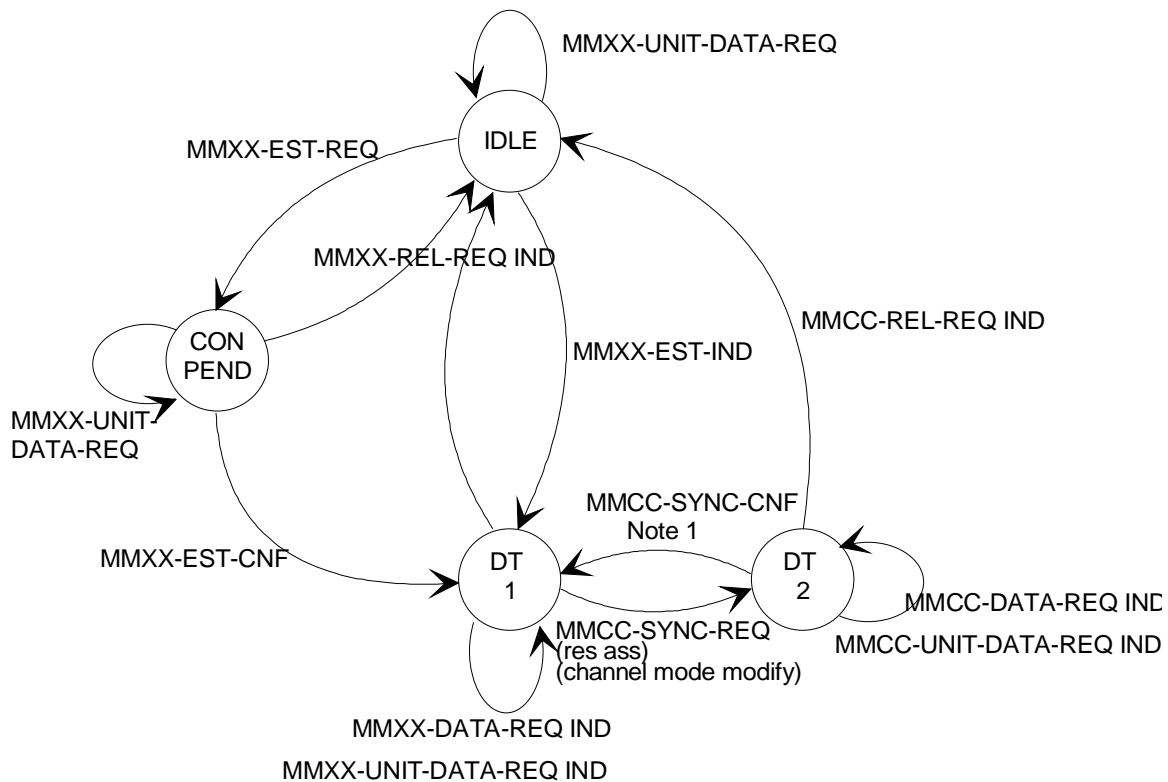 MMXX-UNIT-DATA-REQ
IDLE
MMXX-EST-REQ
MMXX-REL-REQ IND
MMCC-REL-REQ IND
CON
PEND
MMXX-EST-IND
MMXX-UNIT-
DATA-REQ
MMCC-SYNC-CNF
Note 1
MMXX-EST-CNF
DT
1
DT
2
MMCC-DATA-REQ IND
MMCC-SYNC-REQ
(res ass)
(channel mode modify)
MMCC-UNIT-DATA-REQ IND
MMXX-DATA-REQ IND
MMXX-UNIT-DATA-REQ IND